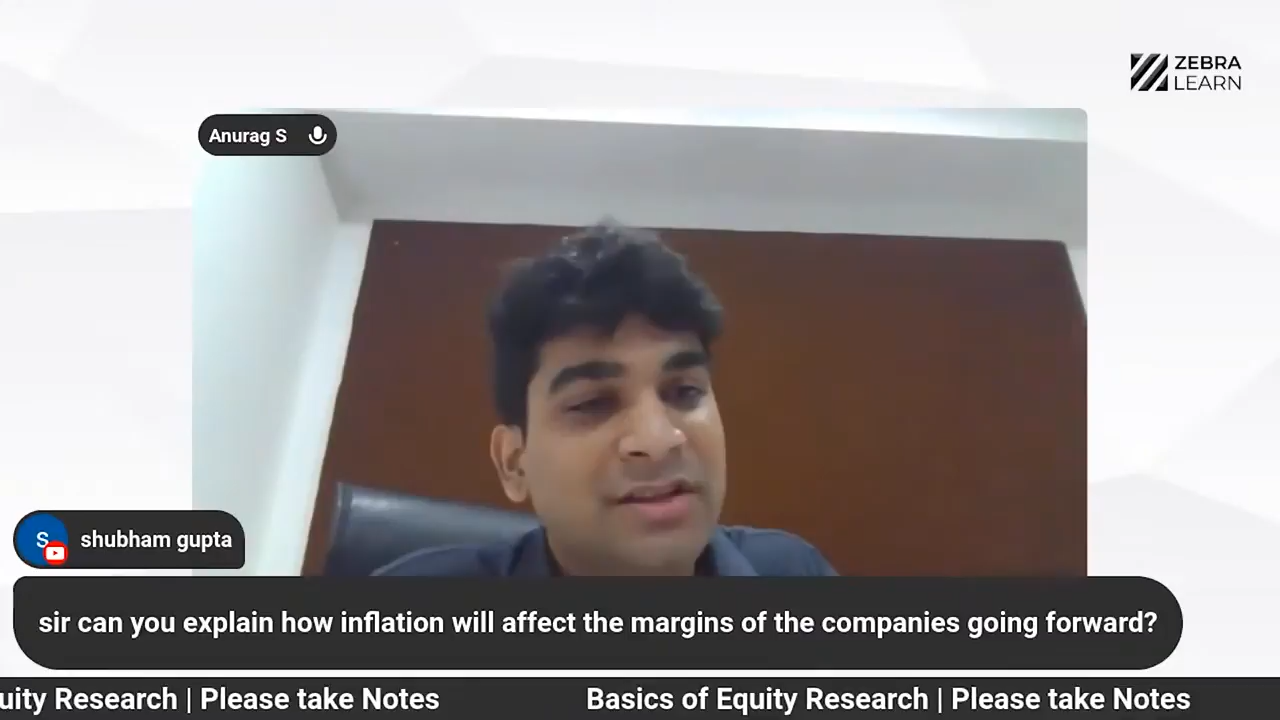 ZEBRA
LEARN
Anurag S
S
shubham gupta
sir can you explain how inflation will affect the margins of the companies going forward?
uity Research | Please take Notes
Basics of Equity Research | Please take Notes